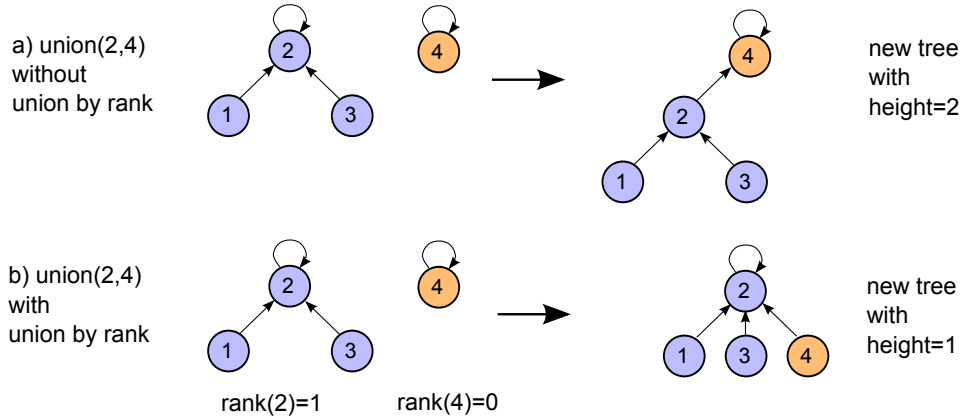 a) union(2,4)
without
union by rank
2
4
1
3
4
2
1
3
new tree
with
height=2
b) union(2,4)
with
union by rank
2
4
1
3
rank(2)=1
rank(4)=0
2
1
3
4
new tree
with
height=1